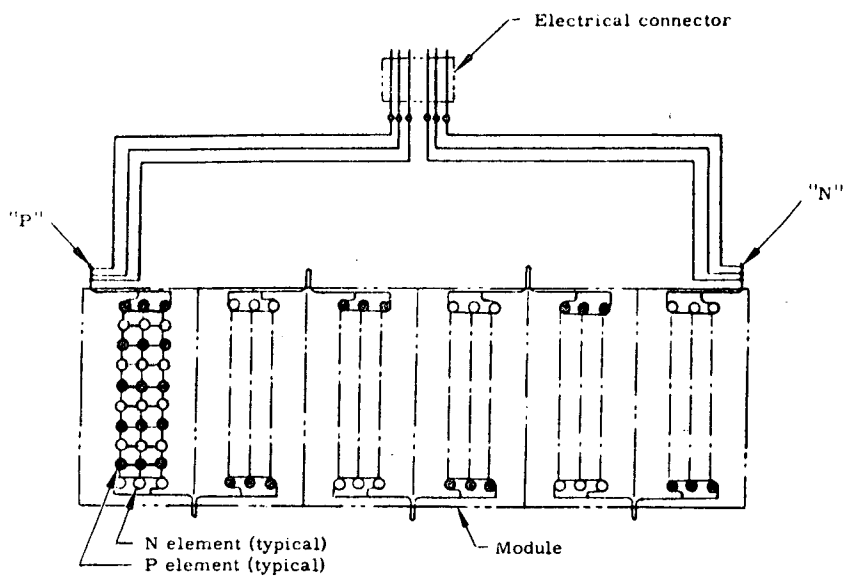 Electrical connector
"P"
"N"
N element (typical)
P element (typical)
Module